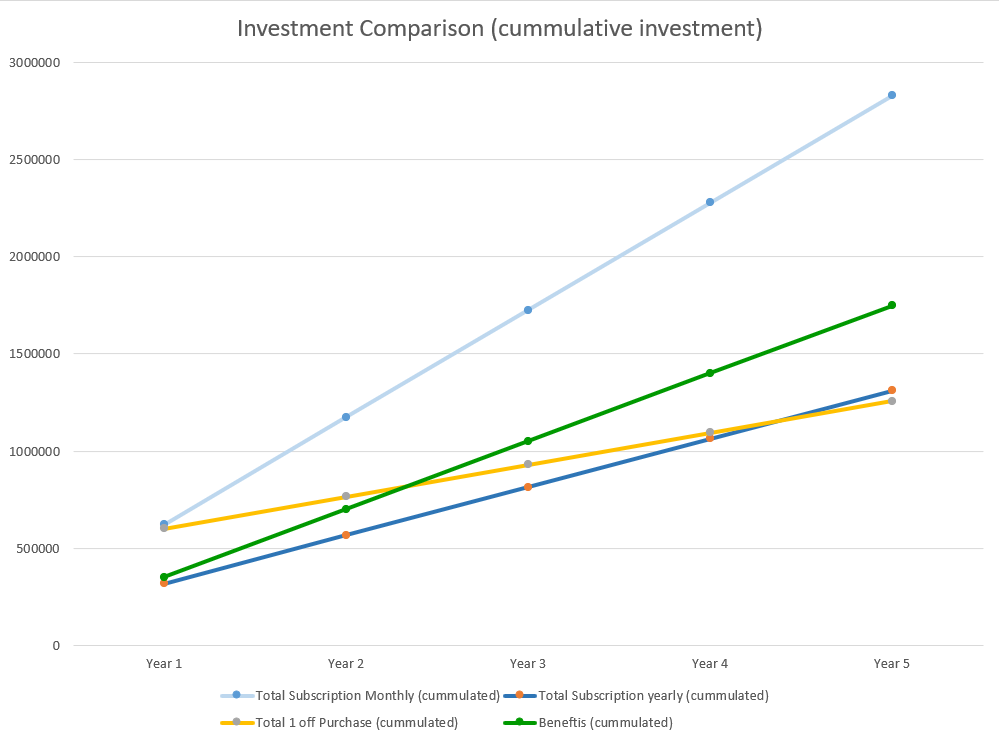 Investment Comparison (cummulative investment)
3000000
2500000
2000000
1500000
1000000
500000
0
Year 1 Year 2 Year 3 Year 4 Year 5
Total Subscription Monthly (cummulated) Total Subscription yearly (cummulated)
Total 1 off Purchase (cummulated) Beneftis (cummulated)